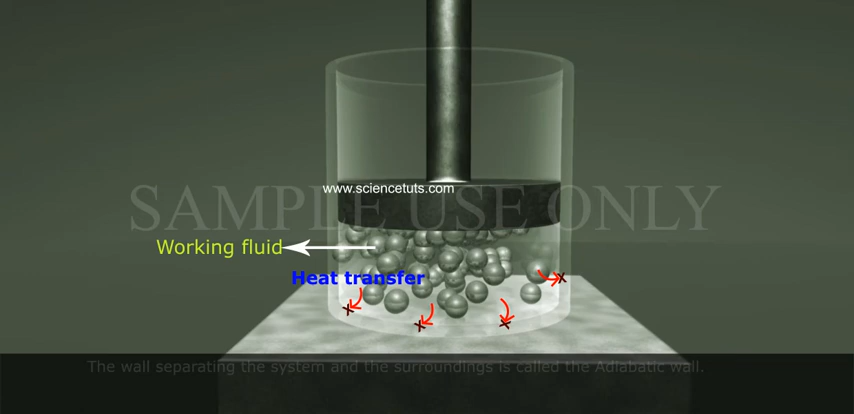 www.sciencetuts.com
SAMPLE USE ONLY
Working fluid
Heat transfer
The wall separating the system and the surroundings is called the Adiabatic wall.